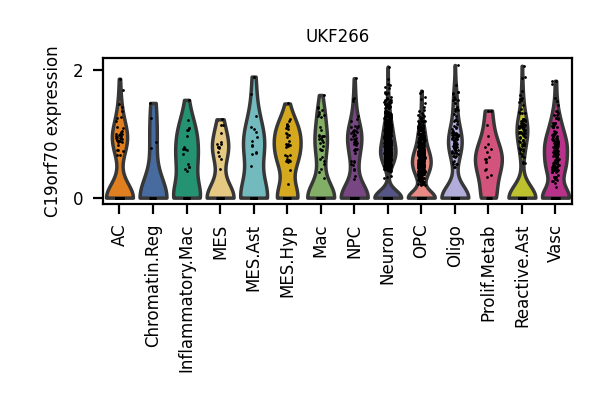 UKF266
C19orf70 expression
2
0
AC
Chromatin.Reg
Inflammatory.Mac
MES
MES.Ast
MES.Hyp
Mac
NPC
Neuron
OPC
Oligo
Prolif.Metab
Reactive.Ast
Vasc